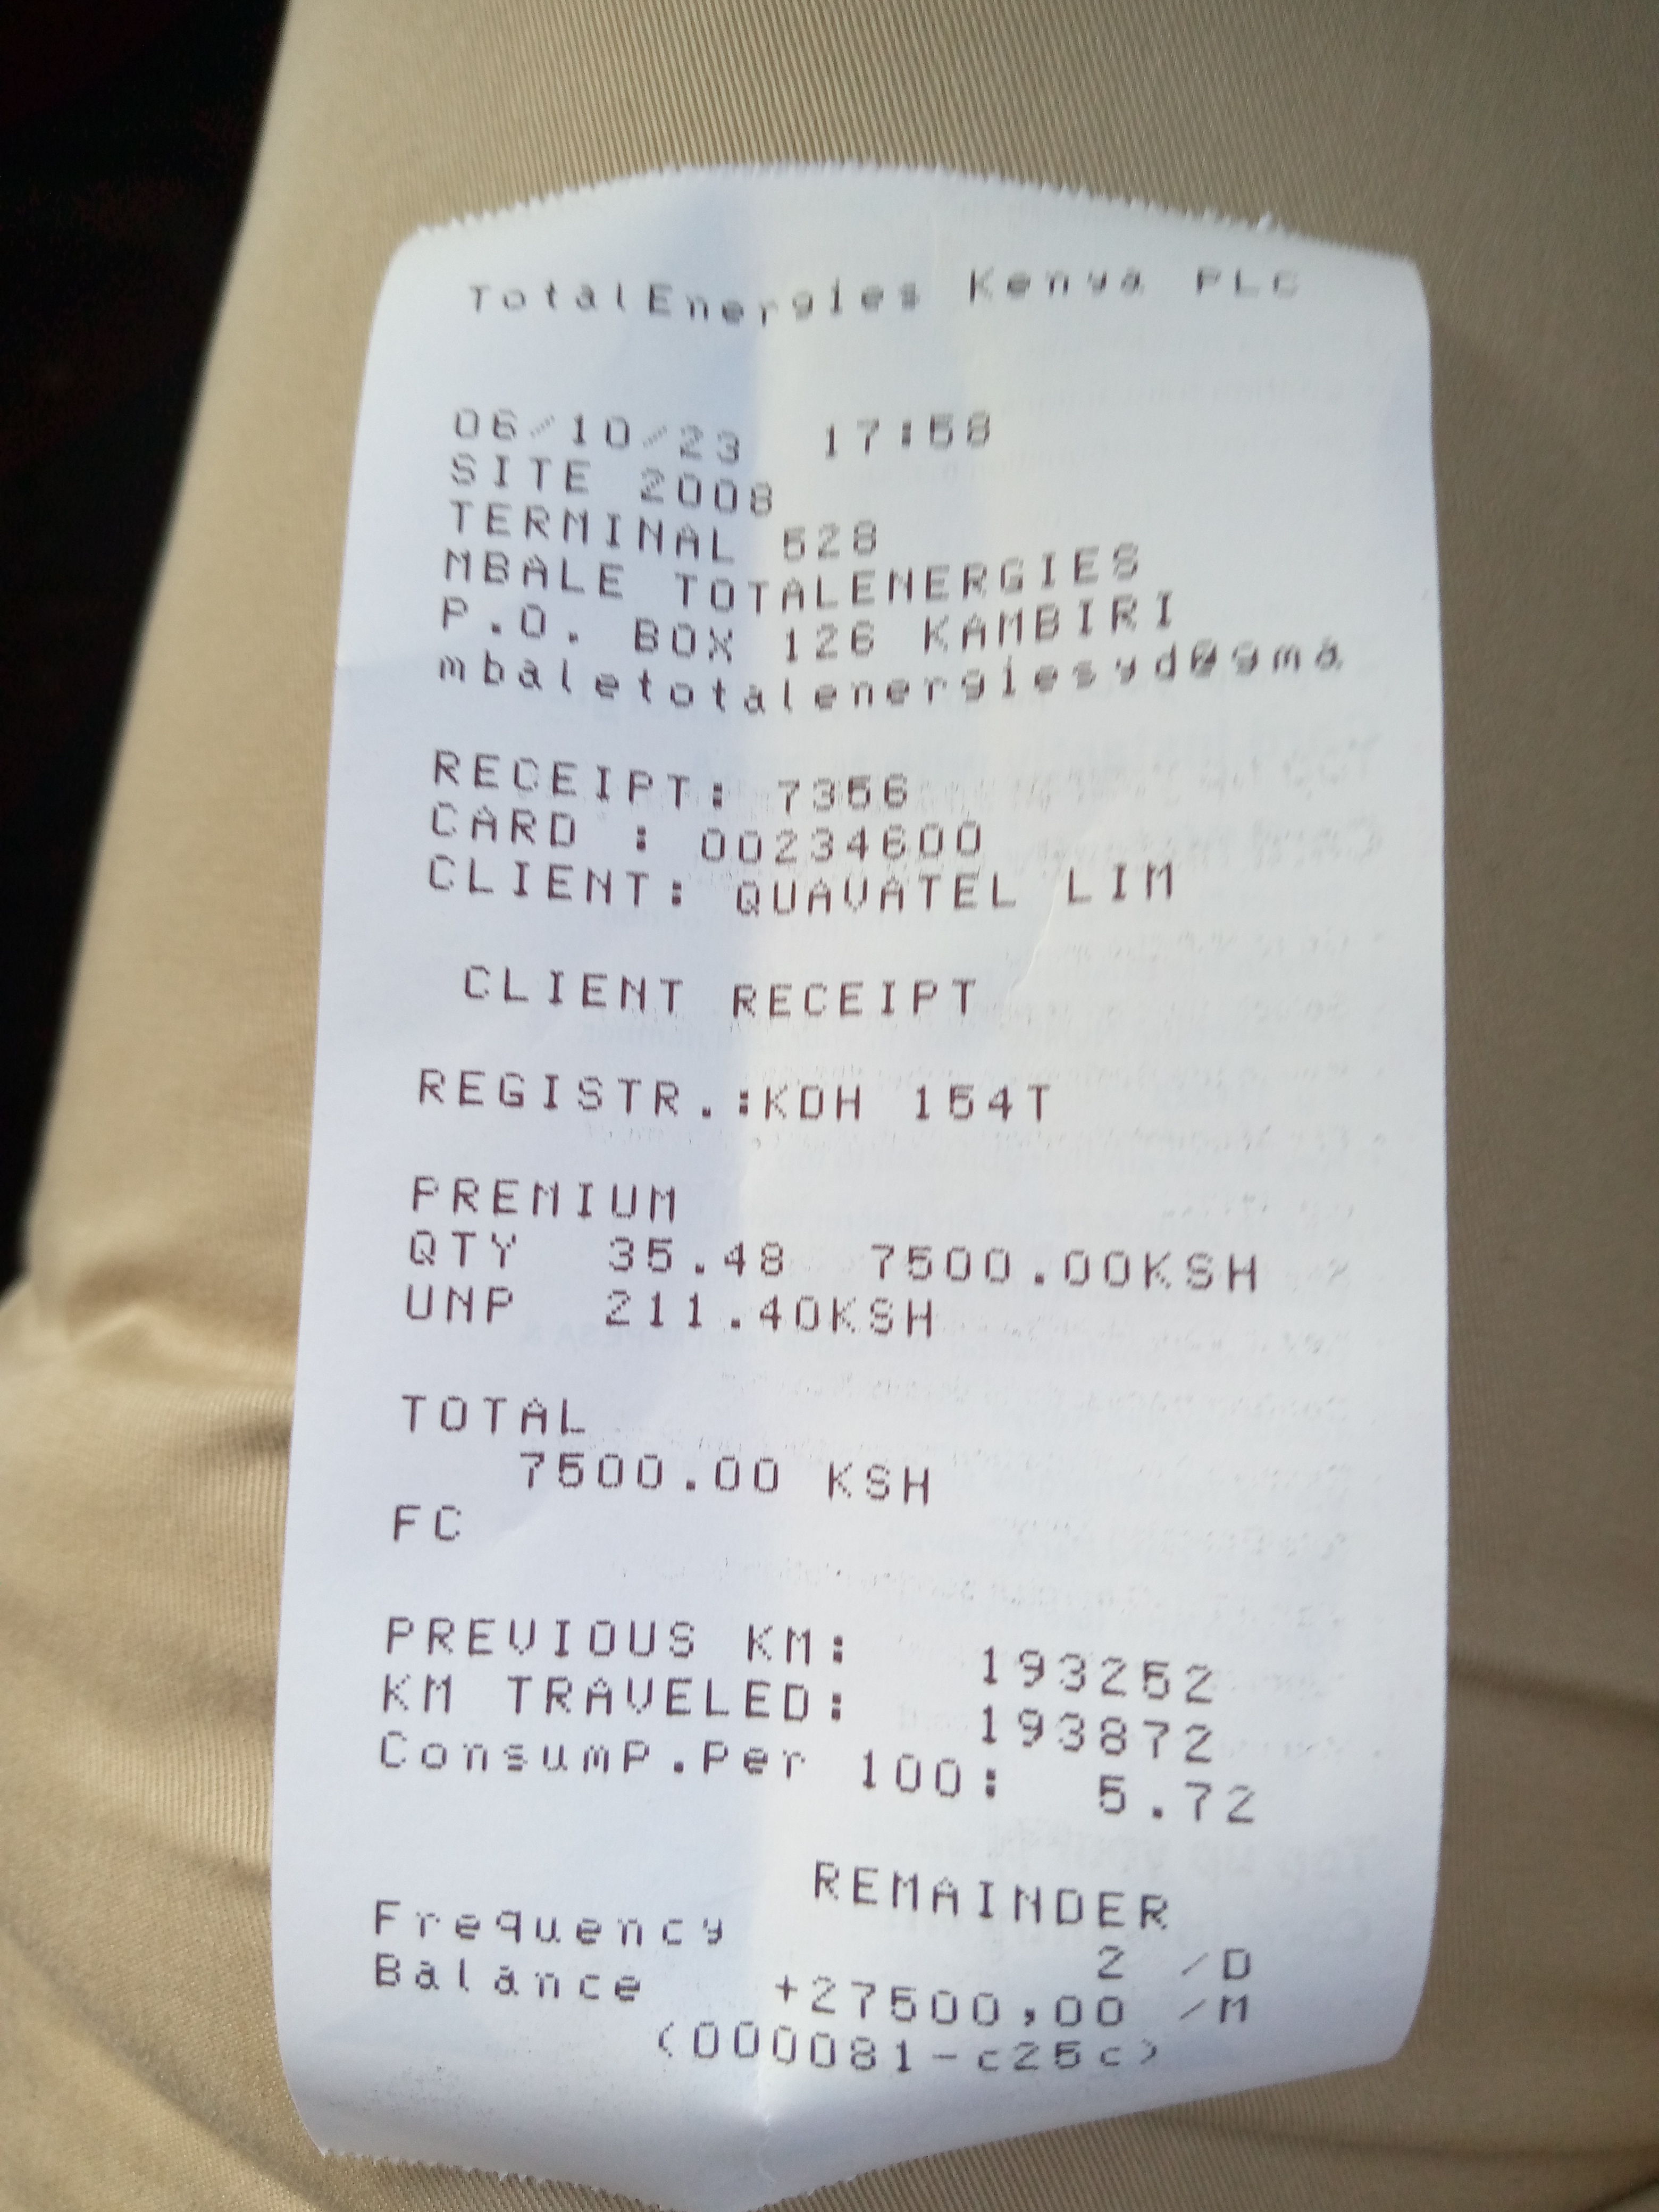 TotalEnergies Kenya PLC
06/10/23 17:58
SITE 2008
TERMINAL 528
MBALE TOTALENERGIES
P.O. BOX 126 KAMBIRI
mbaletotalenergiesyd@gma
RECEIPT: 7356
CARD : 00234600
CLIENT: QUAVATEL LIM
CLIENT RECEIPT
REGISTR.:KDH 154T
PREMIUM
QTY 35.48 7500.00KSH
UNP 211.40KSH
TOTAL
7500.00 KSH
FC
PREVIOUS KM: 193252
KM TRAVELED: 193872
Consump.Per 100: 5.72
REMAINDER
Frequency 2 /D
Balance +27500,00 /M
(000081-c25c)